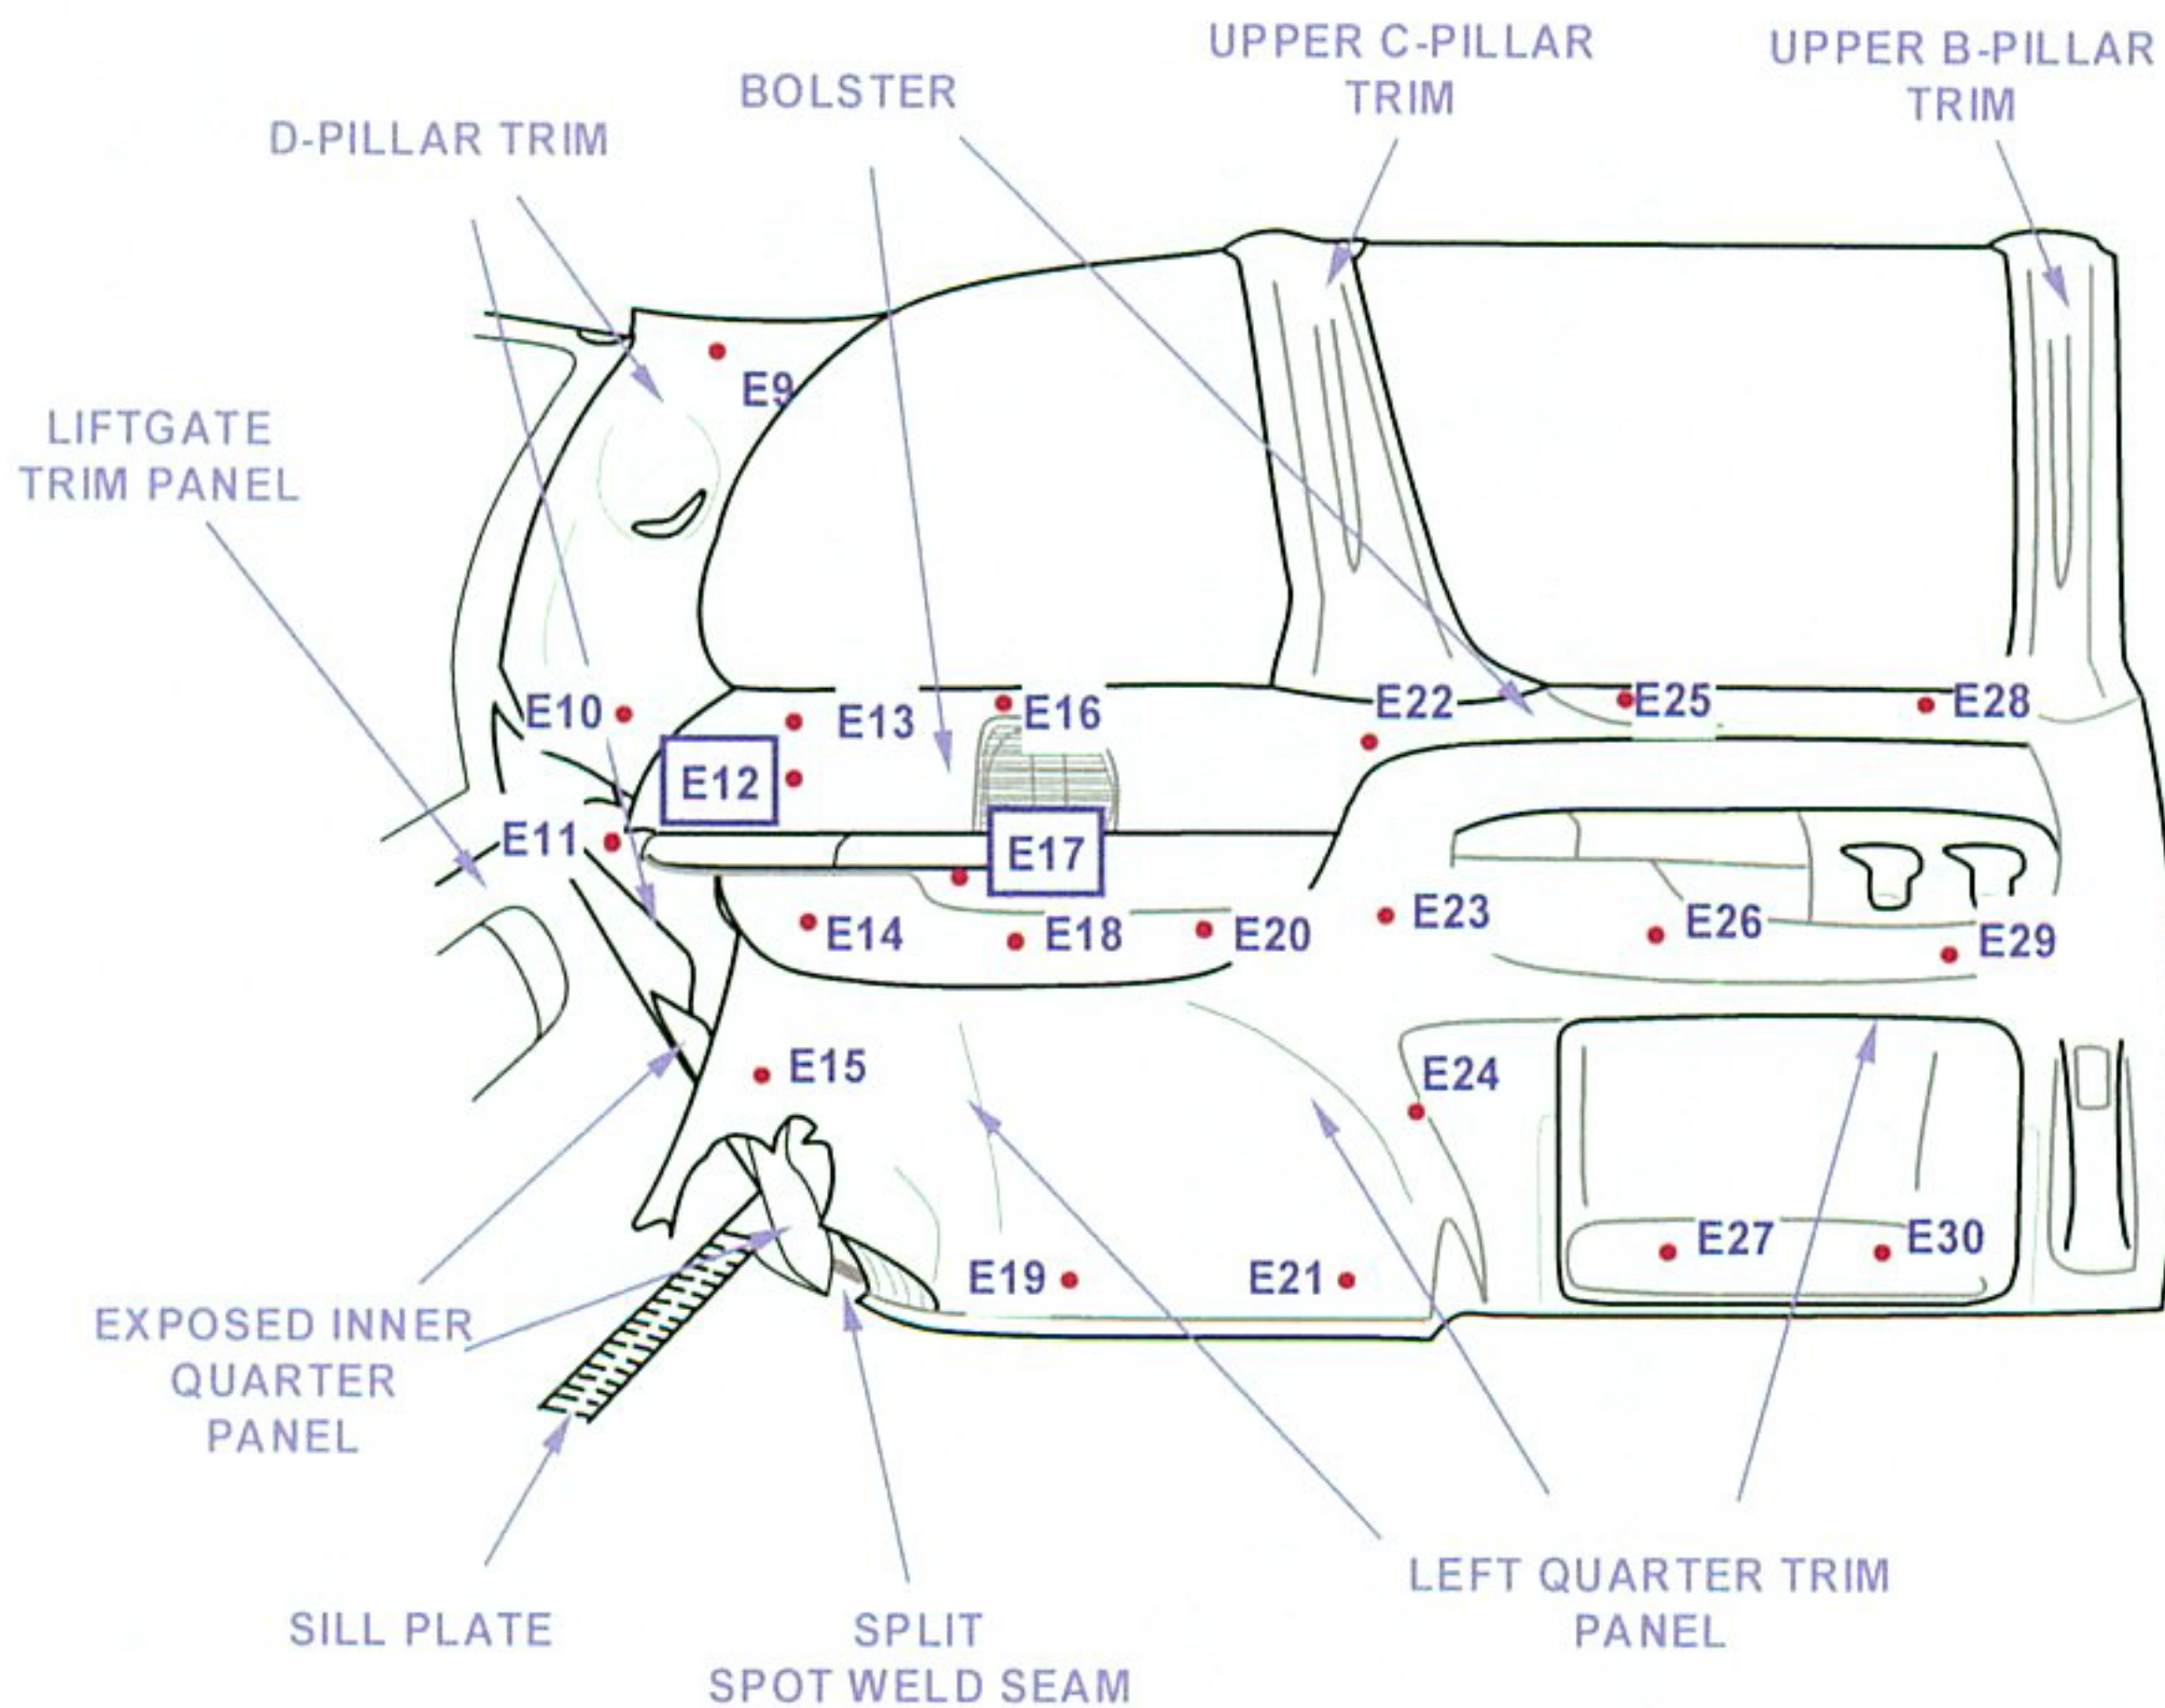 UPPER C-PILLAR
TRIM
UPPER B-PILLAR
TRIM
BOLSTER
D-PILLAR TRIM
LIFTGATE
TRIM PANEL
E9
E10
E13
E16
E22
E25
E28
E12
E11
E17
E14
E18
E20
E23
E26
E29
E15
E24
E19
E21
E27
E30
EXPOSED INNER
QUARTER
PANEL
SILL PLATE
SPLIT
SPOT WELD SEAM
LEFT QUARTER TRIM
PANEL